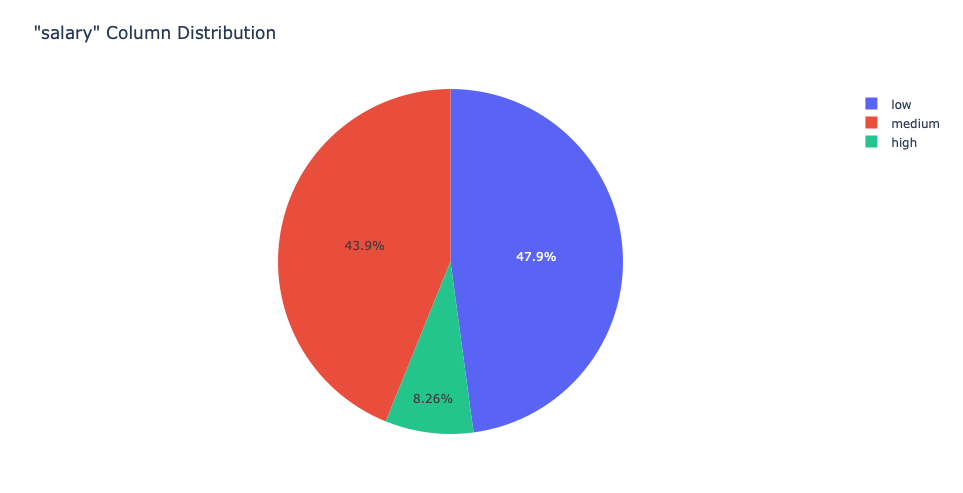 "salary" Column Distribution
low
medium
high
43.9%
47.9%
8.26%